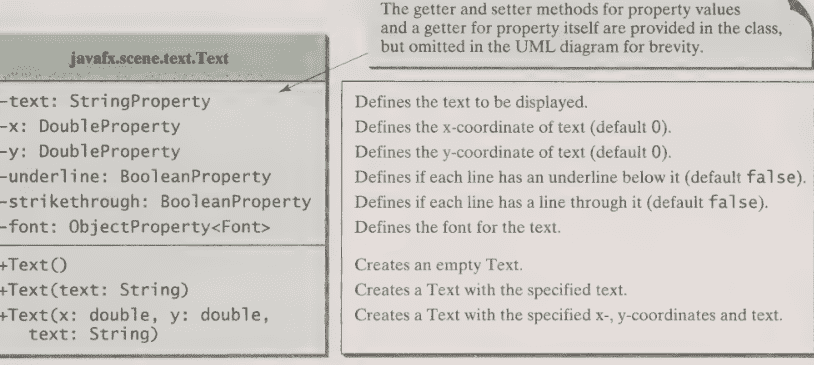 The getter and setter methods for property values
and a getter for property itself are provided in the class,
but omitted in the UML diagram for brevity.
javafx.scene.text.Text
-text: StringProperty
-x: DoubleProperty
-y: DoubleProperty
-underline: BooleanProperty
-strikethrough: BooleanProperty
-font: ObjectProperty<Font>
+Text()
+Text(text: String)
+Text(x: double, y: double,
text: String)
Defines the text to be displayed.
Defines the x-coordinate of text (default 0).
Defines the y-coordinate of text (default 0).
Defines if each line has an underline below it (default false).
Defines if each line has a line through it (default false).
Defines the font for the text.
Creates an empty Text.
Creates a Text with the specified text.
Creates a Text with the specified x-, y-coordinates and text.